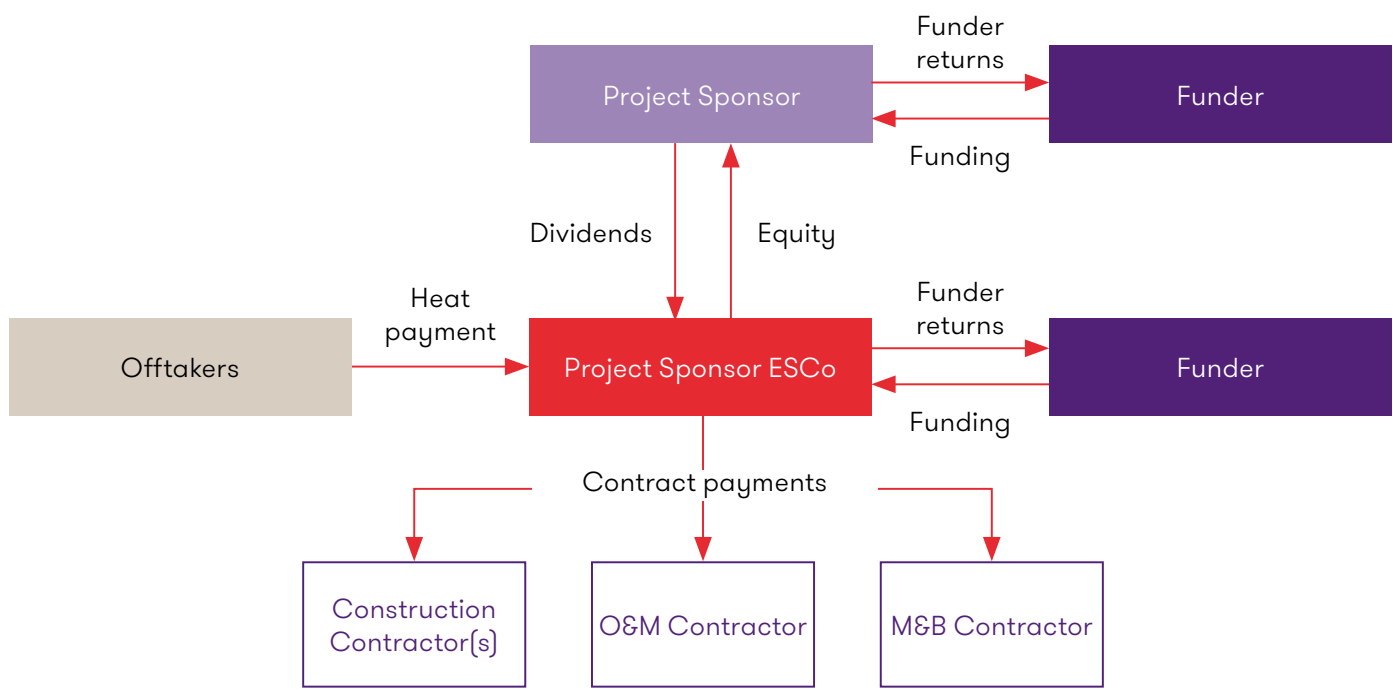 Funder
returns
Project Sponsor
Funder
Funding
Dividends
Equity
Heat
payment
Funder
returns
Offtakers
Project Sponsor ESCo
Funder
Funding
Contract payments
Construction
Contractor(s)
O&M Contractor
M&B Contractor